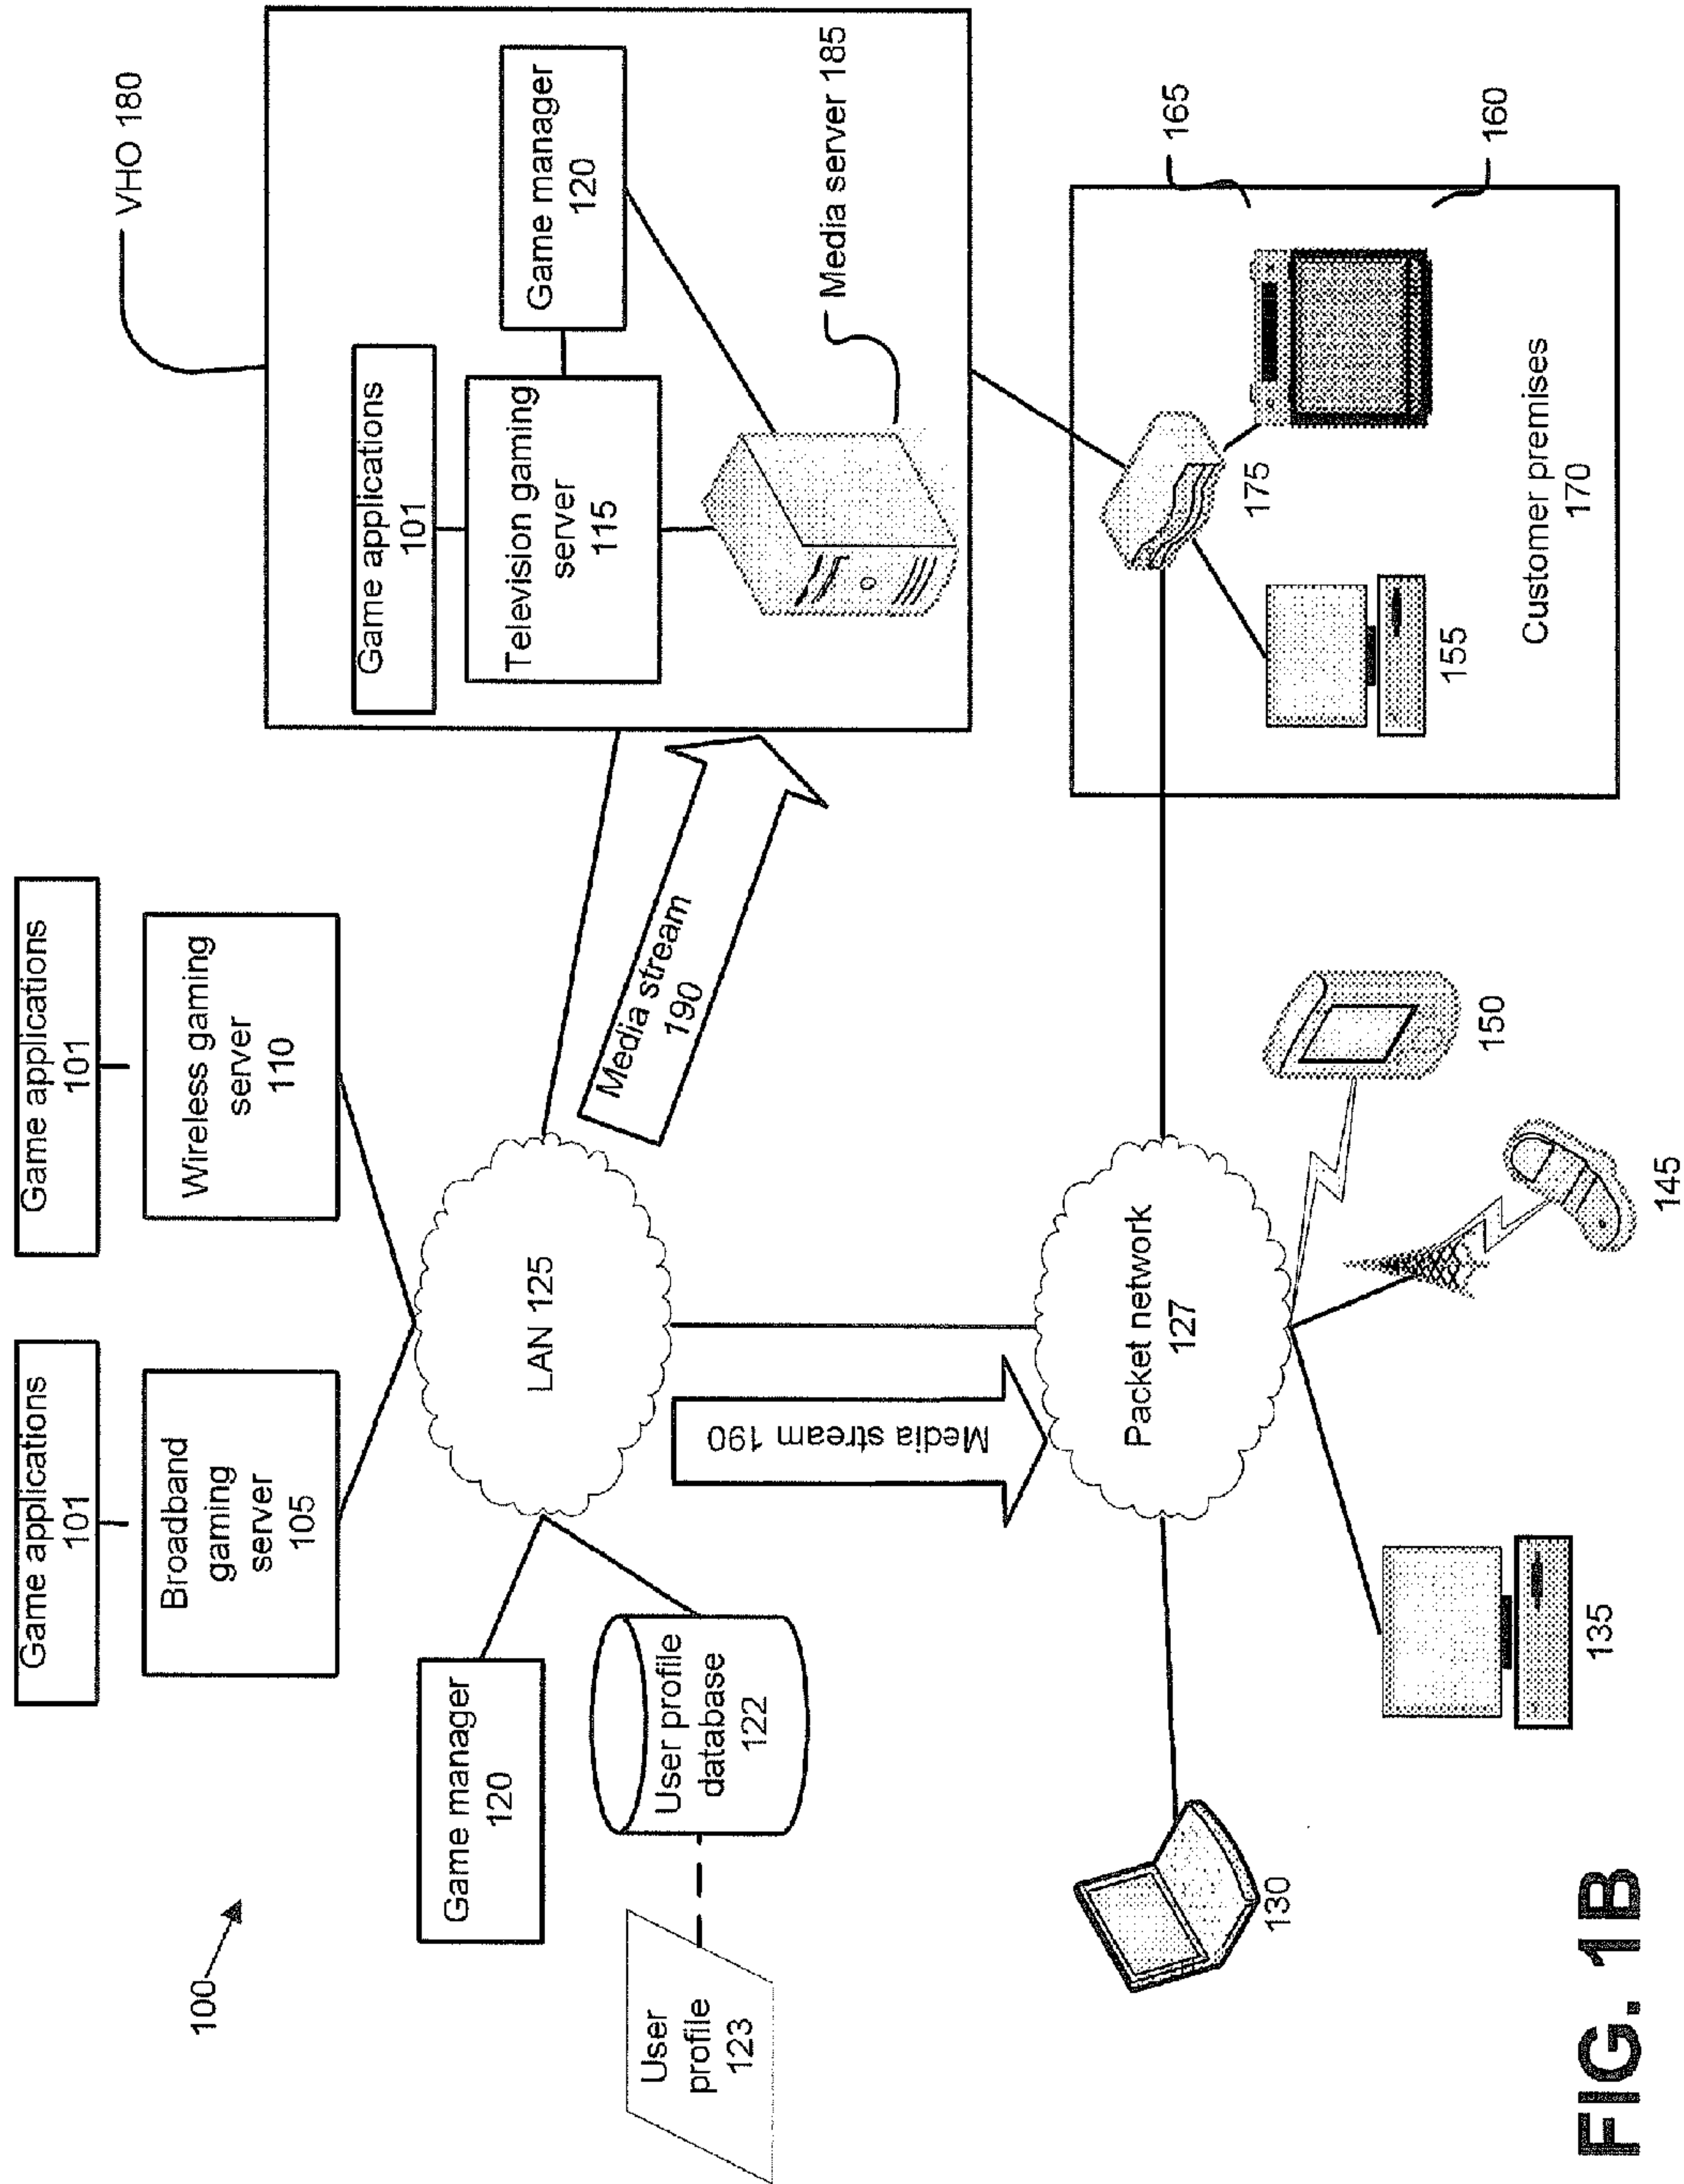 100
Game applications
101
Broadband
gaming
server
105
Game applications
101
Wireless gaming
server
110
VHO 180
Game applications
101
Television gaming
server
115
Game manager
120
Media server 185
Game manager
120
User profile
database
122
User
profile
123
LAN 125
Media stream
190
Media stream 190
Packet network
127
130
135
145
150
165
160
175
155
Customer premises
170
FIG. 1B